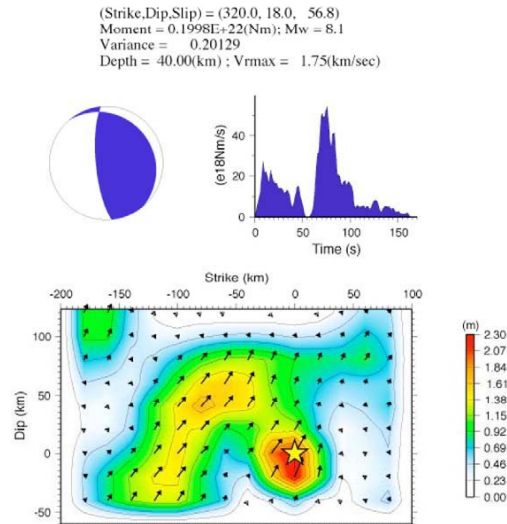 (Strike,Dip,Slip) = (320.0, 18.0, 56.8)
Moment = 0.1998E+22(Nm); Mw = 8.1
Variance = 0.20129
Depth = 40.00(km) ; Vrmax = 1.75(km/sec)
(e18Nm/s)
40
20
0
0 50 100 150
Time (s)
Strike (km)
-200 -150 -100 -50 0 50 100
Dip (km)
100
50
0
-50
(m)
2.30
2.07
1.84
1.61
1.38
1.15
0.92
0.69
0.46
0.23
0.00